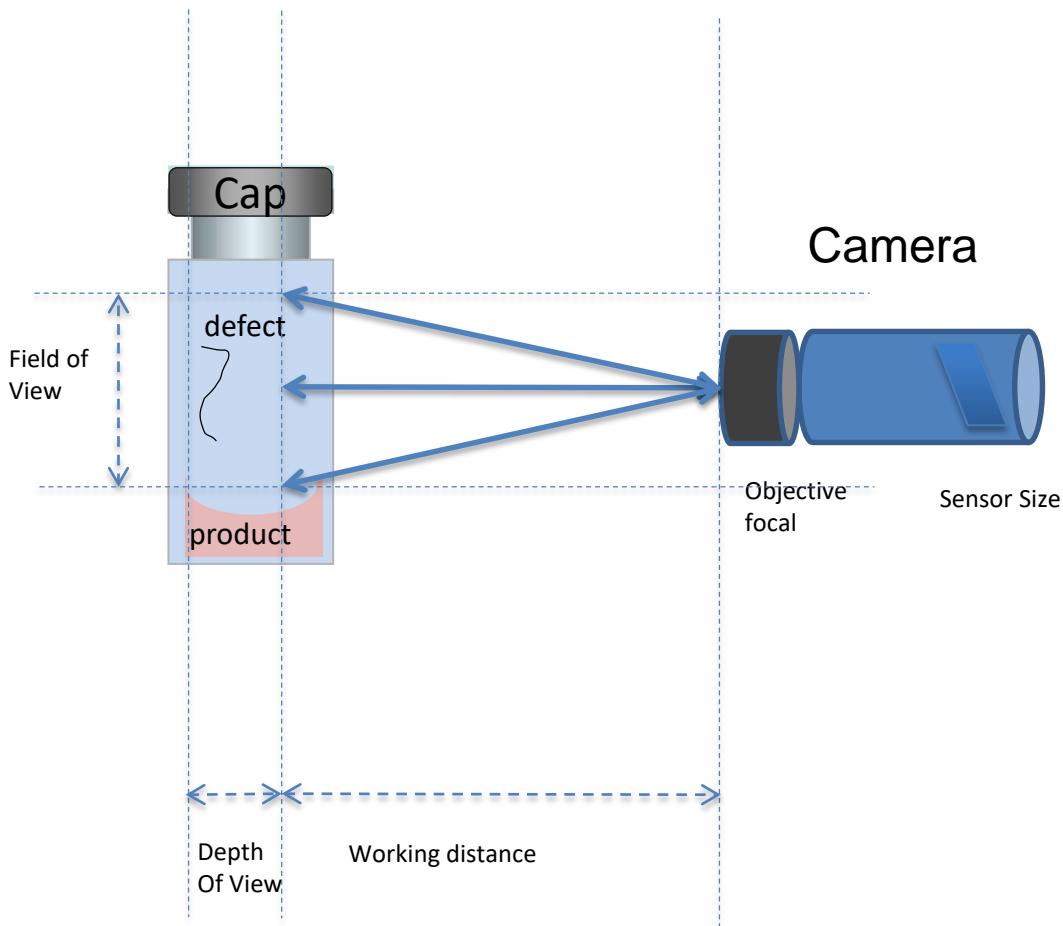 Cap
Camera
defect
Field of
View
Objective
focal
Sensor Size
product
Depth
Of View
Working distance